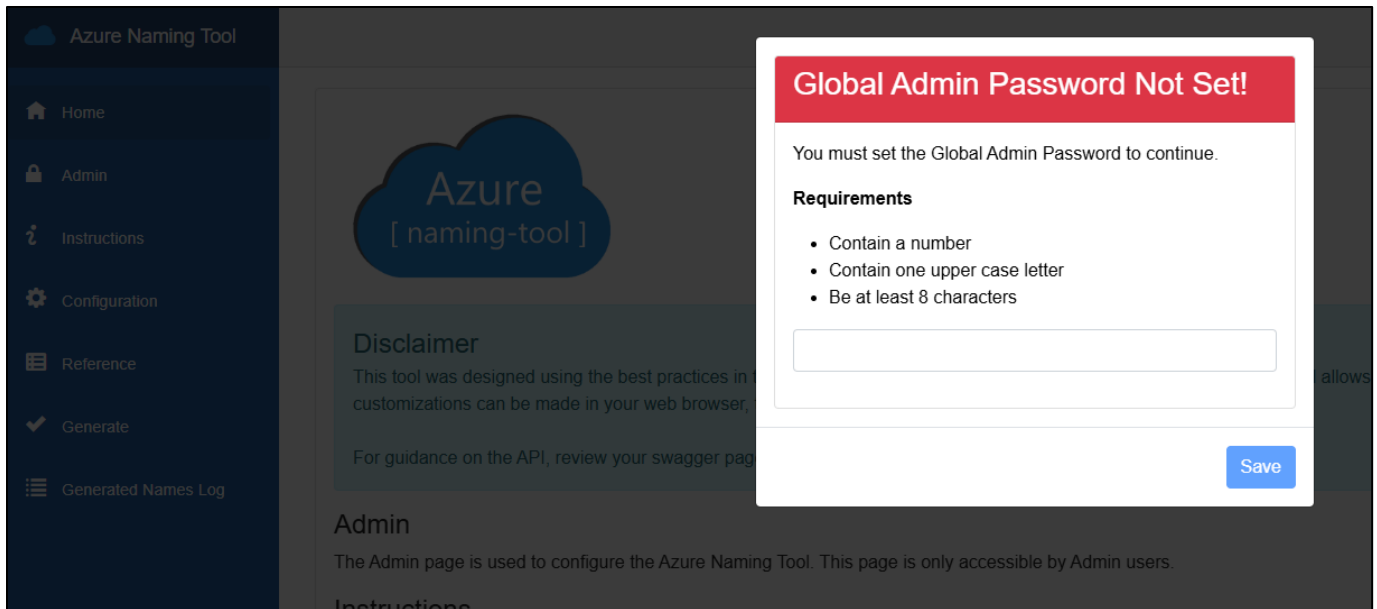 Azure Naming Tool
Home
Admin
Instructions
Configuration
Reference
Generate
Generated Names Log
Azure
[ naming-tool ]
Disclaimer
This tool was designed using the best practices in t
allows
customizations can be made in your web browser,
For guidance on the API, review your swagger pag
Admin
The Admin page is used to configure the Azure Naming Tool. This page is only accessible by Admin users.
Instructions
Global Admin Password Not Set!
You must set the Global Admin Password to continue.
Requirements
• Contain a number
• Contain one upper case letter
• Be at least 8 characters
Save